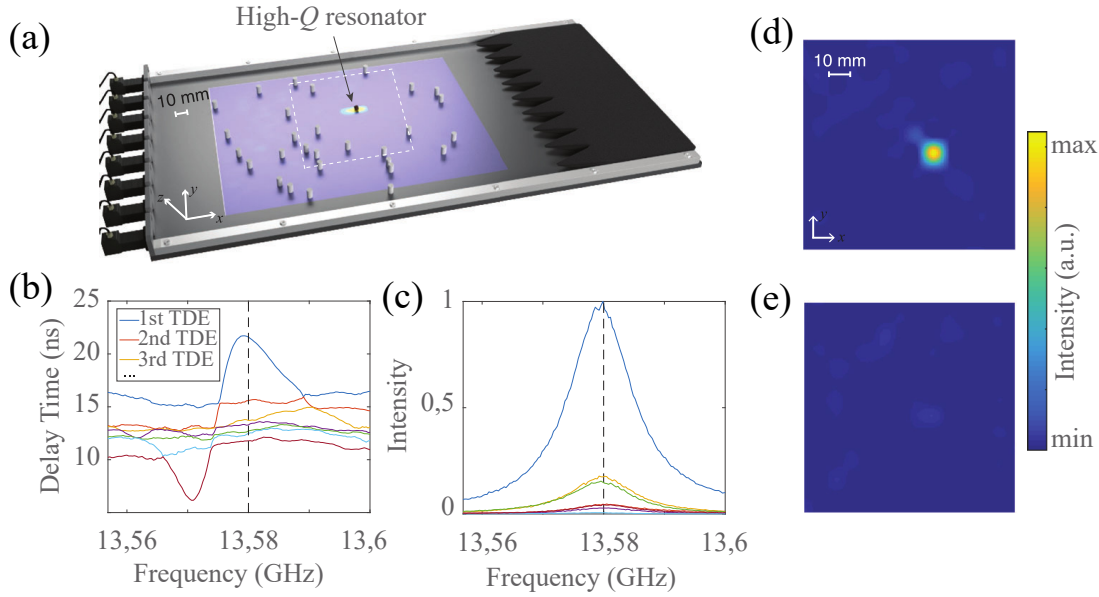 (a)
High-Q resonator
10 mm
z
y
x
(b)
25
20
15
10
Delay Time (ns)
1st TDE
2nd TDE
3rd TDE
...
13,56
13,58
13,6
Frequency (GHz)
(c)
1
0,5
0
Intensity
13,56
13,58
13,6
Frequency (GHz)
(d)
10 mm
y
x
(e)
max
Intensity (a.u.)
min